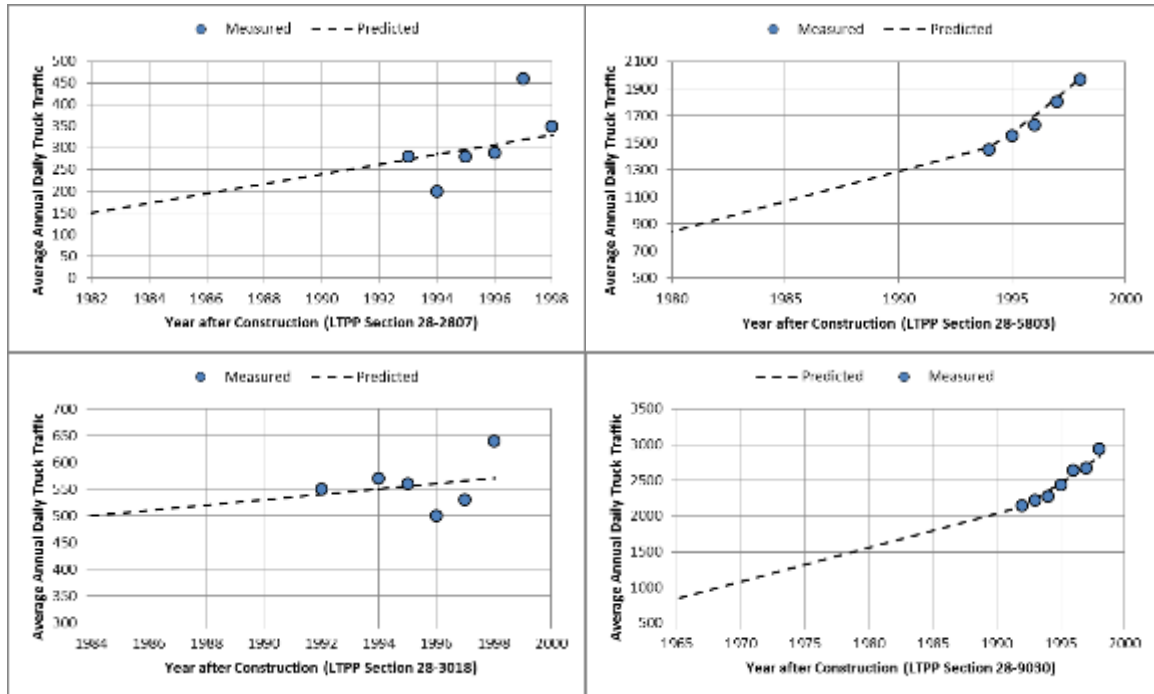 Measured Predicted
Average Annual Daily Truck Traffic
500
450
400
350
300
250
200
150
100
50
0
1982 1984 1986 1988 1990 1992 1994 1996 1998
Year after Construction (LTPP Section 28-2807)
Measured Predicted
Average Annual Daily Truck Traffic
2100
1900
1700
1500
1300
1100
900
700
500
1980 1985 1990 1995 2000
Year after Construction (LTPP Section 28-5803)
Measured Predicted
Average Annual Daily Truck Traffic
700
650
600
550
500
450
400
350
300
1984 1986 1988 1990 1992 1994 1996 1998 2000
Year after Construction (LTPP Section 28-3018)
Predicted Measured
Average Annual Daily Truck Traffic
3500
3000
2500
2000
1500
1000
500
1965 1970 1975 1980 1985 1990 1995 2000
Year after Construction (LTPP Section 28-9030)